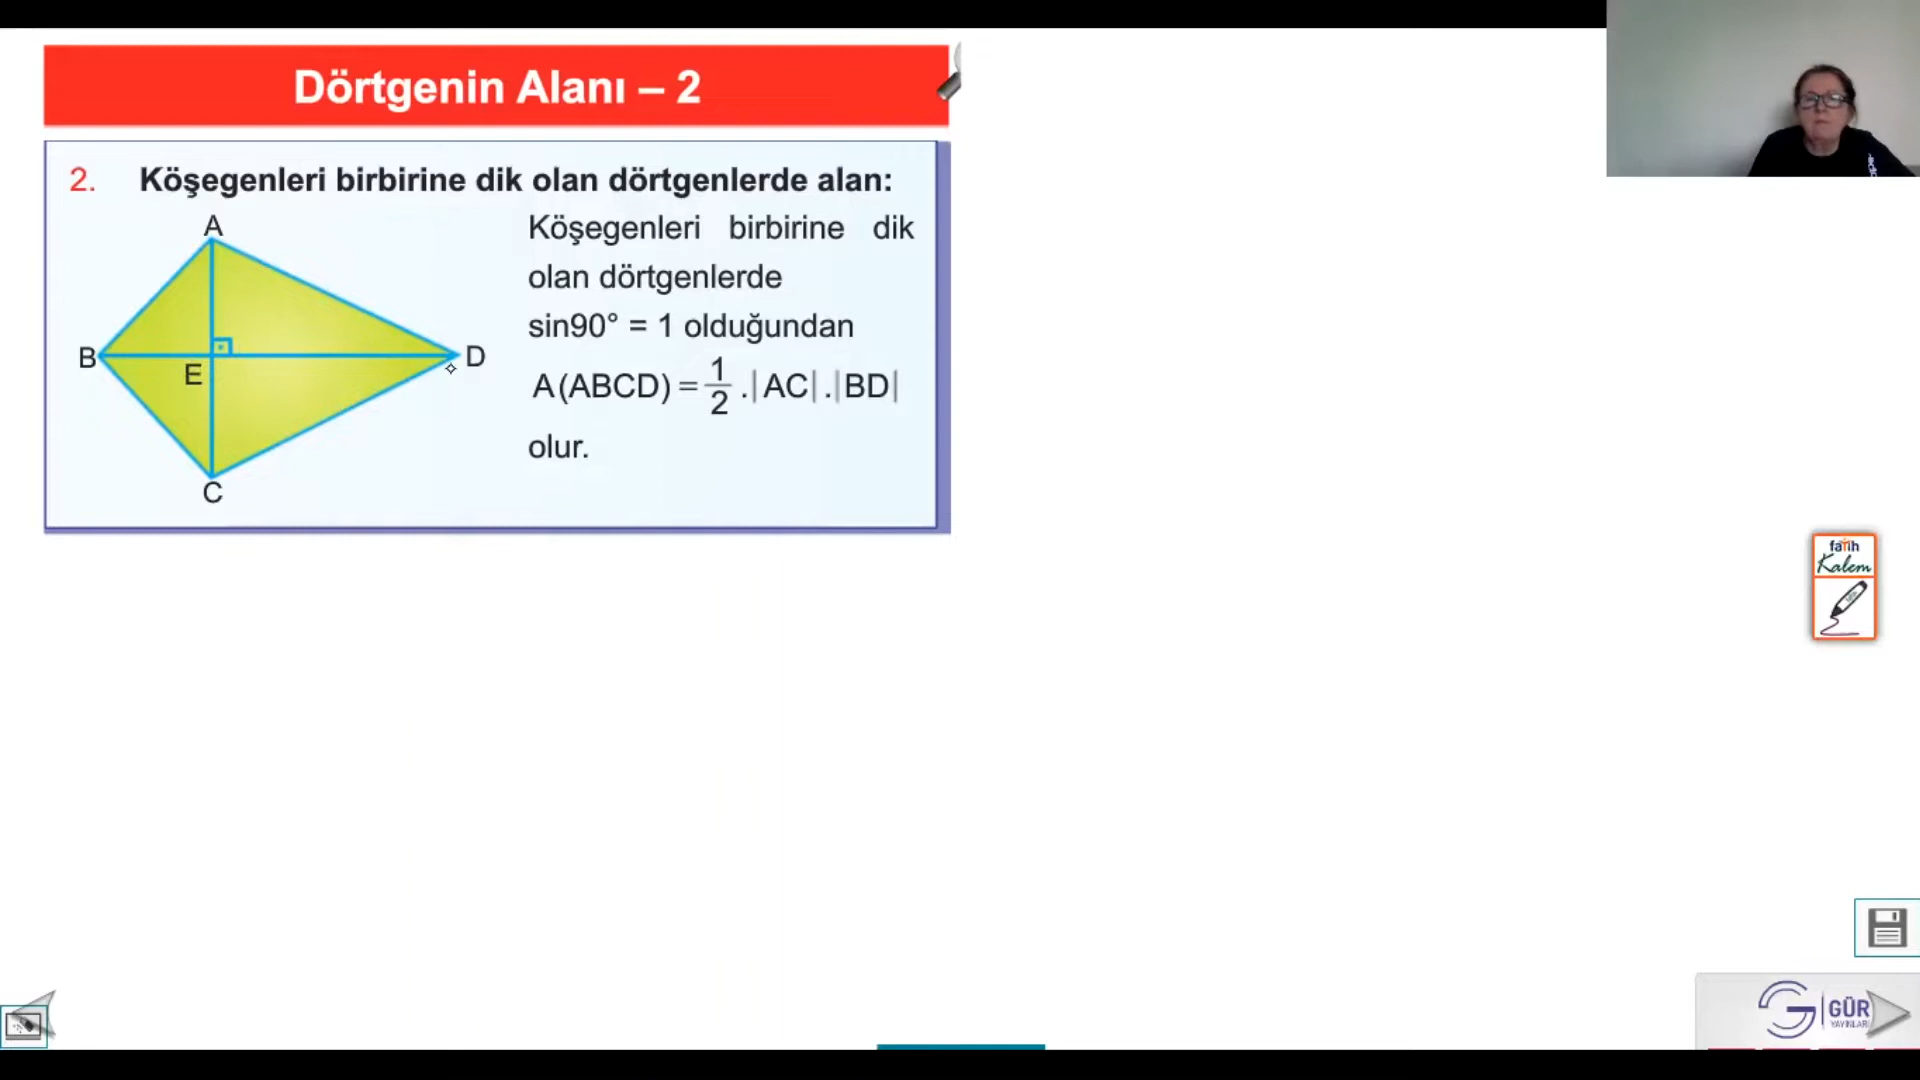 Dörtgenin Alanı – 2
2. Köşegenleri birbirine dik olan dörtgenlerde alan:
A
B
E
D
C
Köşegenleri birbirine dik
olan dörtgenlerde
sin90° = 1 olduğundan
A(ABCD) = 1/2 .|AC|.|BD|
olur.
fatih
Kalem
GÜR
YAYINLARI